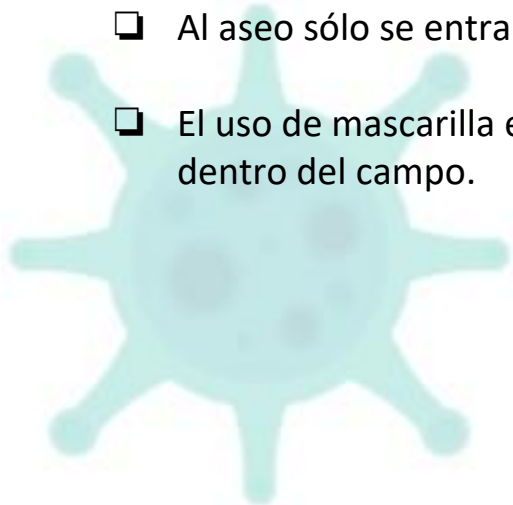 ❑ Al aseo sólo se entra
❑ El uso de mascarilla
dentro del campo.